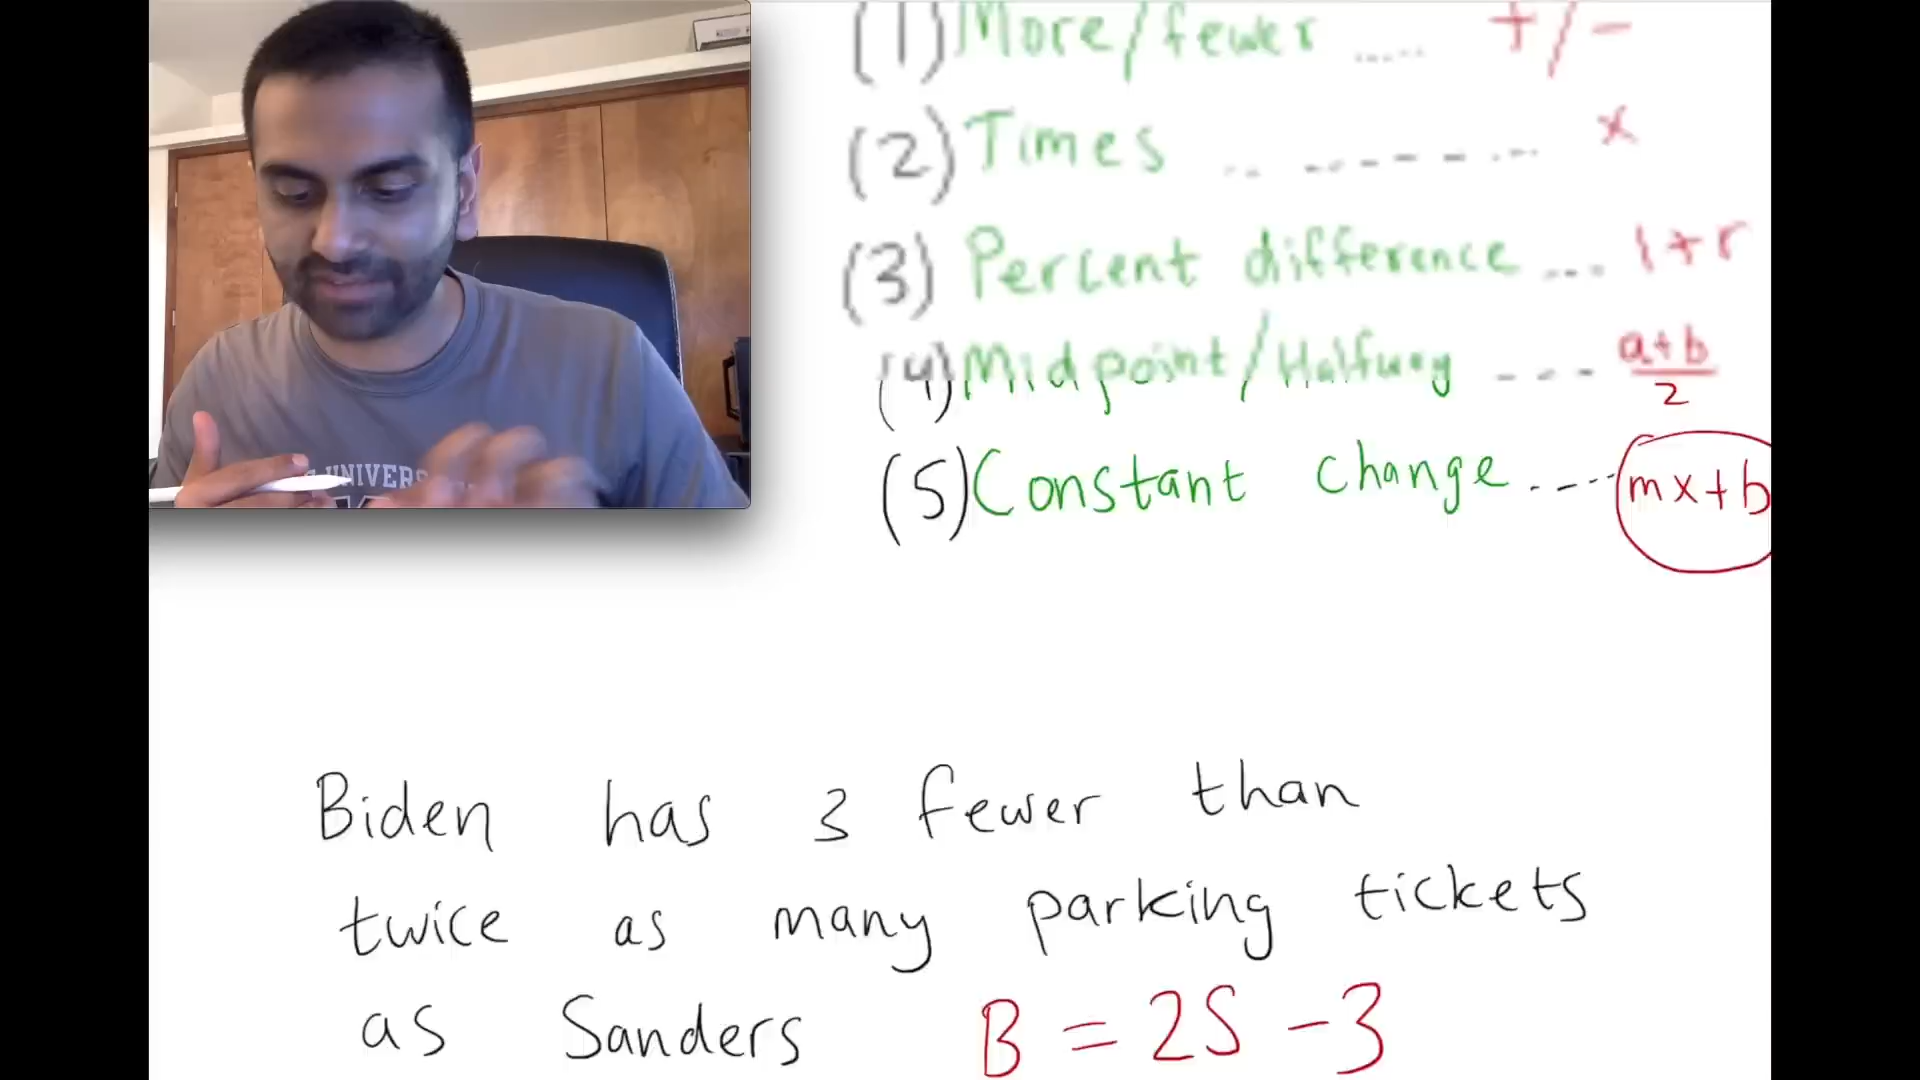 (1) More/fewer ..... +/-
(2) Times .. ------ x
(3) Percent difference ... 1+r
(4) Midpoint/Halfway --- a+b/2
(5) Constant change ---- mx+b
UNIVERS
Biden has 3 fewer than
twice as many parking tickets
as Sanders B = 2S - 3